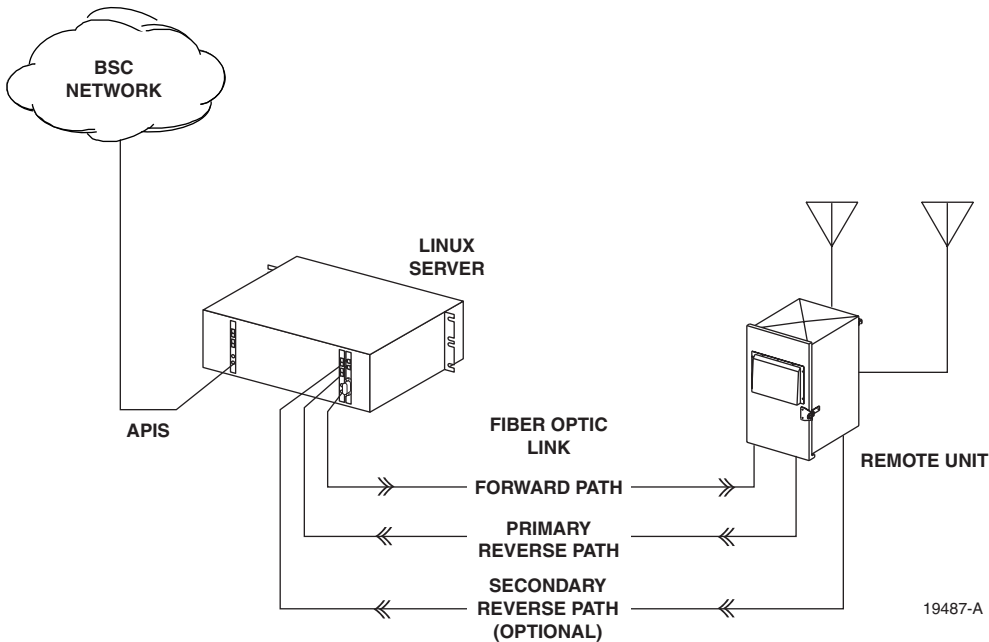 BSC
NETWORK
LINUX
SERVER
APIS
FIBER OPTIC
LINK
REMOTE UNIT
FORWARD PATH
PRIMARY
REVERSE PATH
SECONDARY
REVERSE PATH
(OPTIONAL)
19487-A